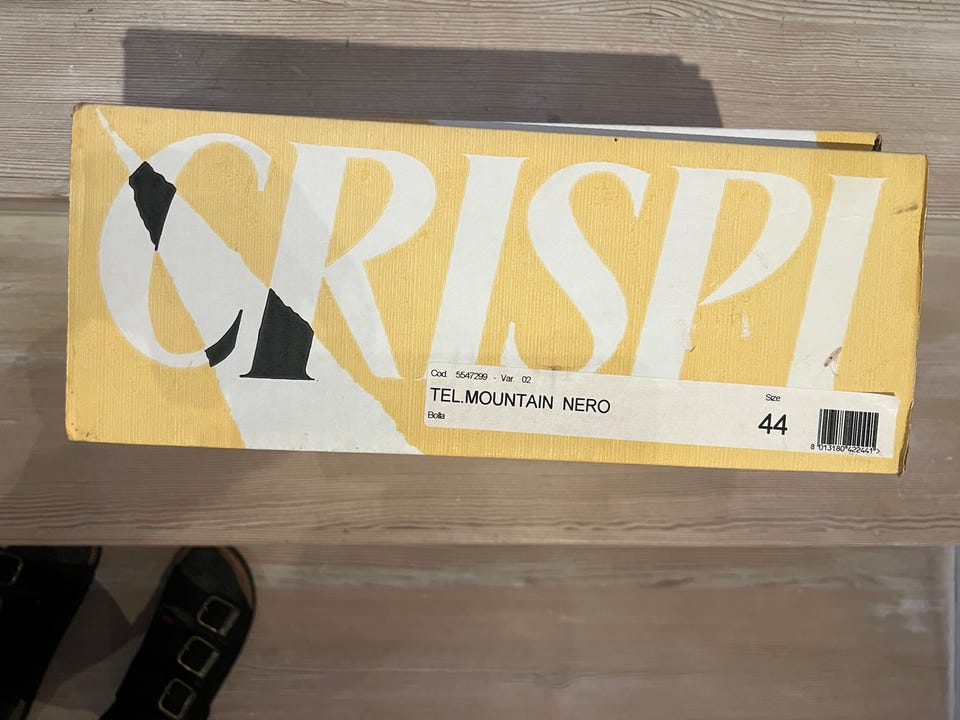 CRISPI
Cod. 5547299 - Var. 02
TEL.MOUNTAIN NERO
Bolla
Size
44
8 013180 422441 >